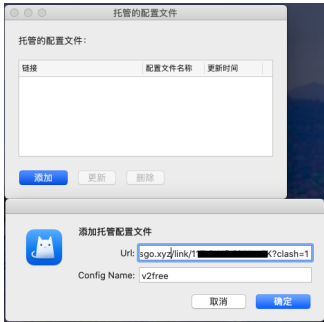 托管的配置文件
托管的配置文件：
链接 配置文件名称 更新时间
添加 更新 删除
添加托管配置文件
Url: sgo.xyz/link/1 K?clash=1
Config Name: v2free
取消 确定